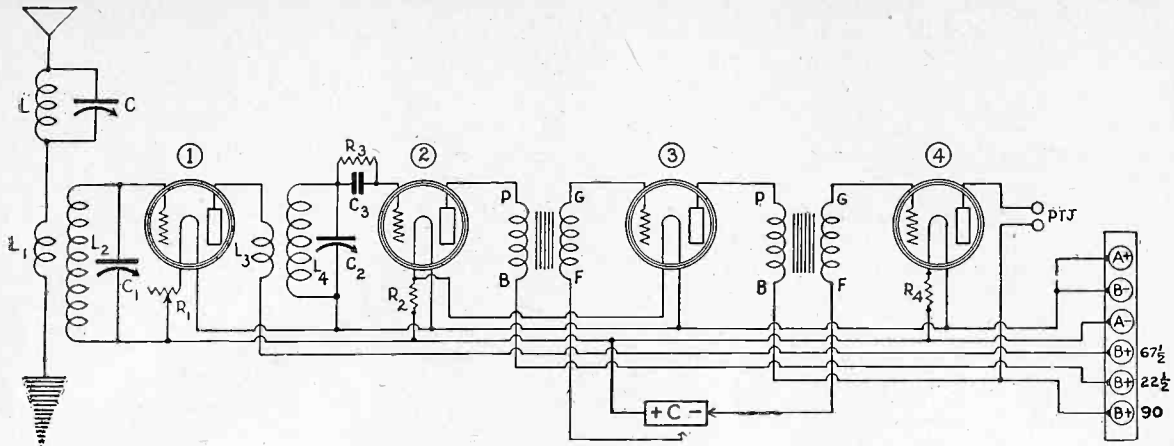 L
C
L1
L2
C1
①
R1
L3
L4
R3
C3
C2
②
R2
P
B
G
F
③
P
B
G
F
④
R4
PTJ
+ C -
A+
B-
A-
B+ 67½
B+ 22½
B+ 90